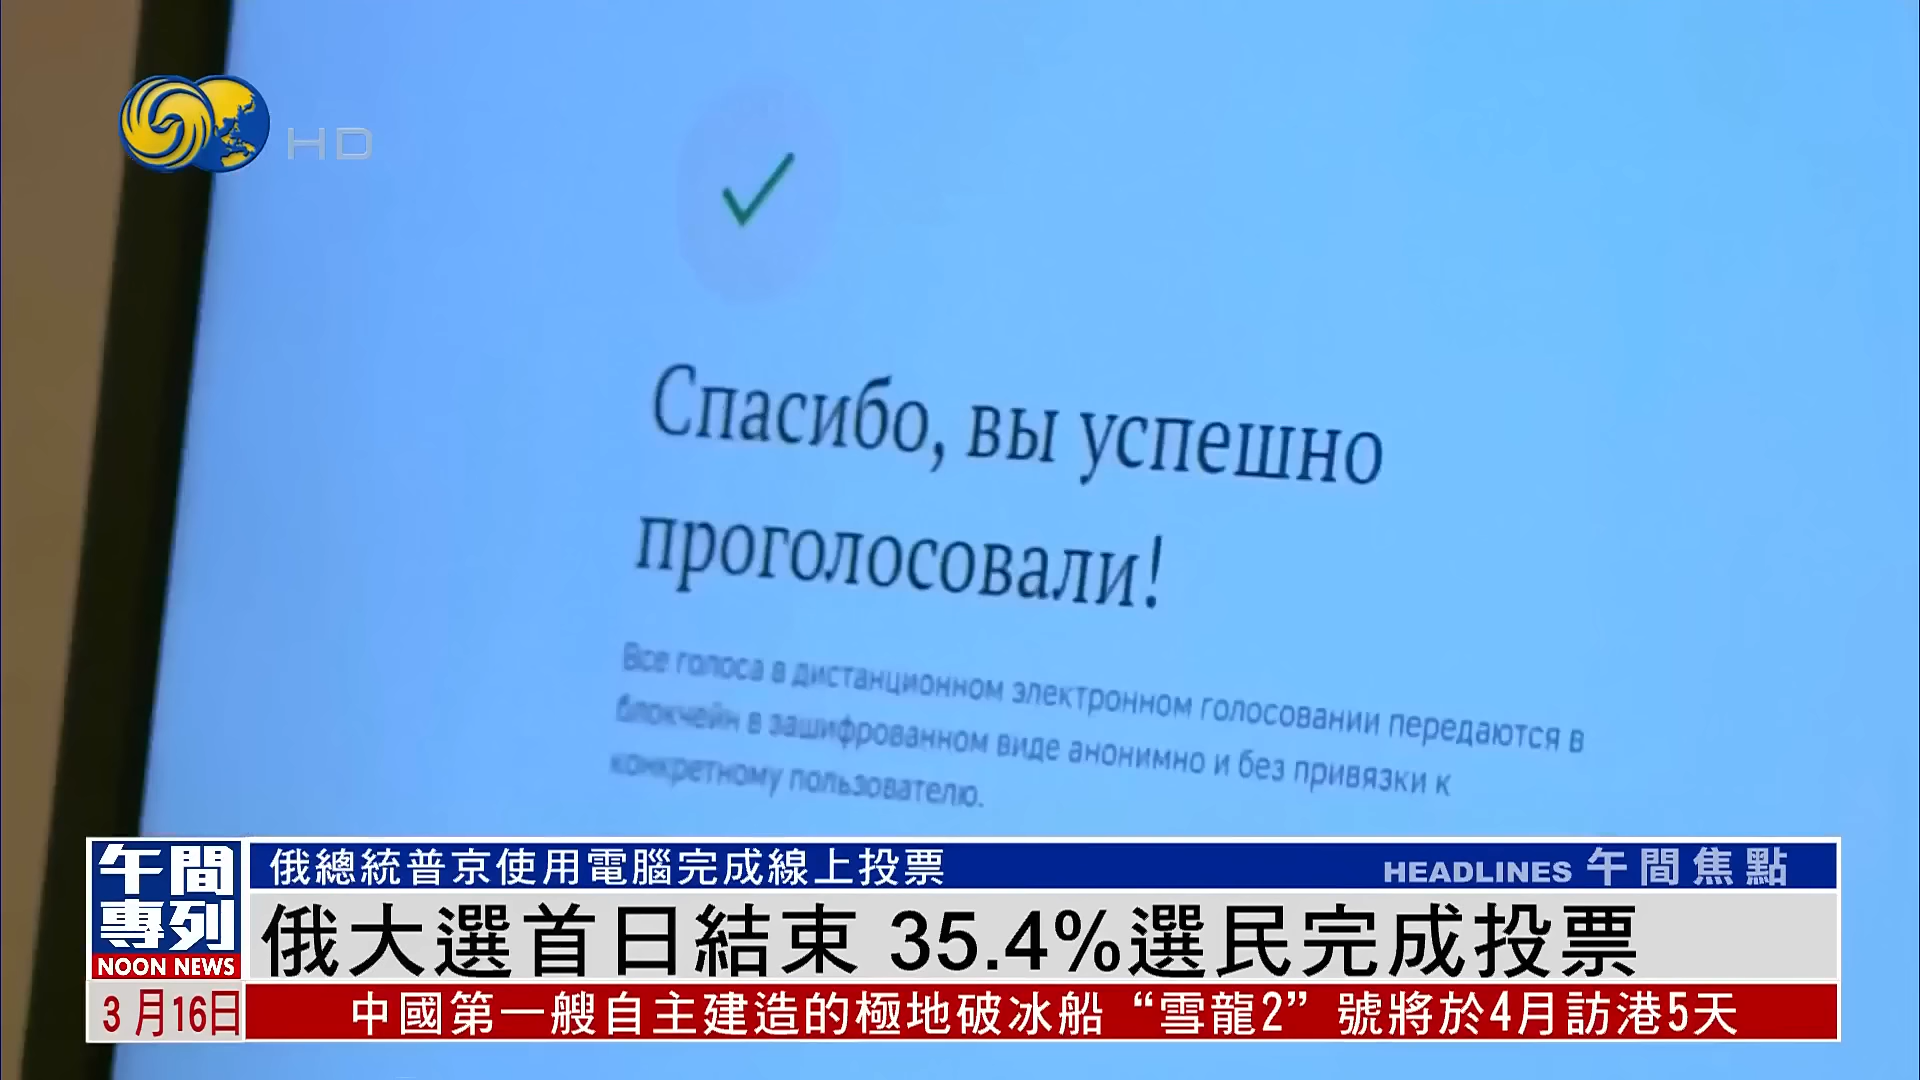 HD
Спасибо, вы успешно
проголосовали!
Все голоса в дистанционном электронном голосовании передаются в
блокчейн в зашифрованном виде анонимно и без привязки к
конкретному пользователю.
午間
專列
NOON NEWS
俄總統普京使用電腦完成線上投票
HEADLINES 午間焦點
俄大選首日結束 35.4%選民完成投票
3月16日
中國第一艘自主建造的極地破冰船“雪龍2”號將於4月訪港5天